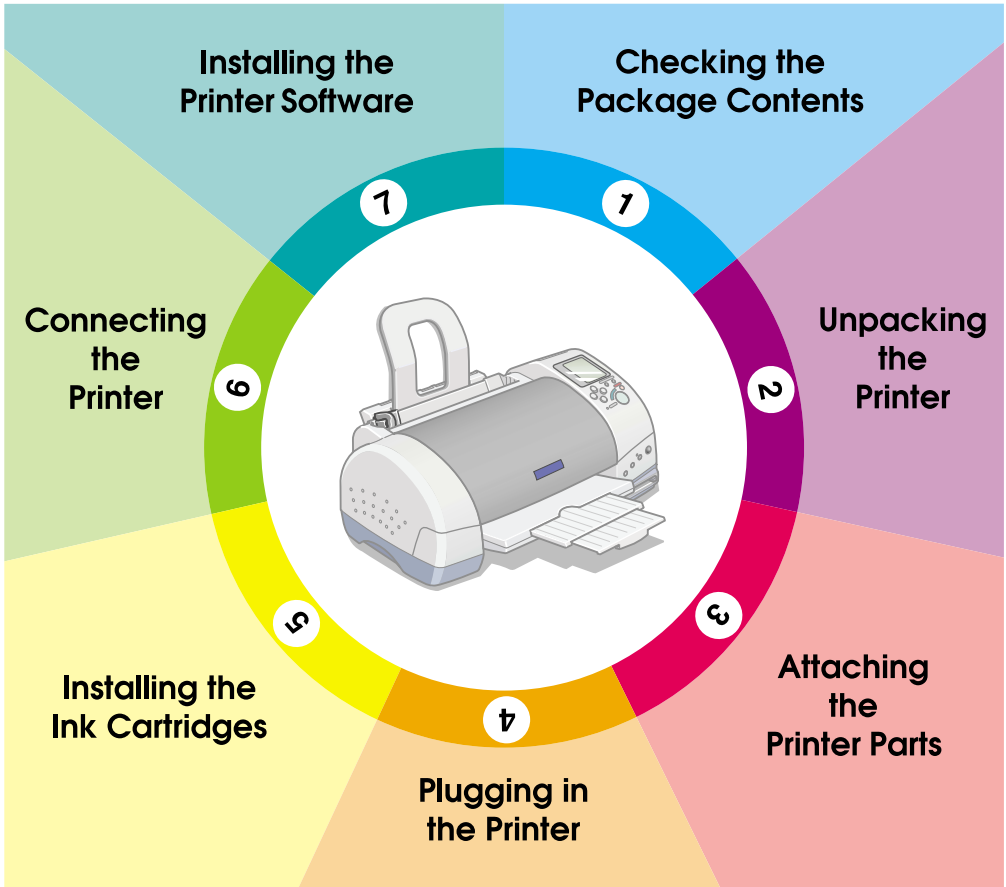 1
Checking the
Package Contents
2
Unpacking
the
Printer
3
Attaching
the
Printer Parts
4
Plugging in
the Printer
5
Installing the
Ink Cartridges
6
Connecting
the
Printer
7
Installing the
Printer Software